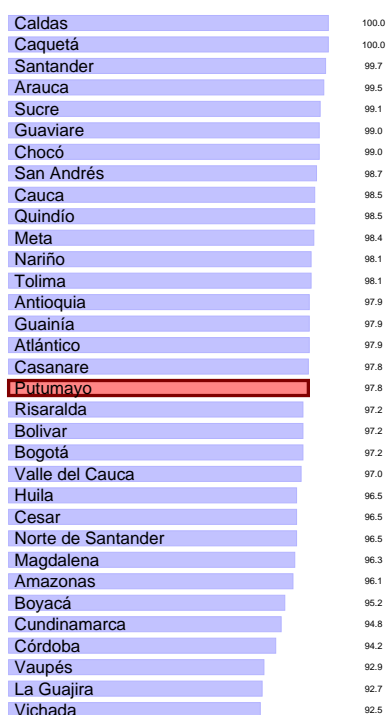 Caldas 100.0
Caquetá 100.0
Santander 99.7
Arauca 99.5
Sucre 99.1
Guaviare 99.0
Chocó 99.0
San Andrés 98.7
Cauca 98.5
Quindío 98.5
Meta 98.4
Nariño 98.1
Tolima 98.1
Antioquia 97.9
Guainía 97.9
Atlántico 97.9
Casanare 97.8
Putumayo 97.8
Risaralda 97.2
Bolivar 97.2
Bogotá 97.2
Valle del Cauca 97.0
Huila 96.5
Cesar 96.5
Norte de Santander 96.5
Magdalena 96.3
Amazonas 96.1
Boyacá 95.2
Cundinamarca 94.8
Córdoba 94.2
Vaupés 92.9
La Guajira 92.7
Vichada 92.5